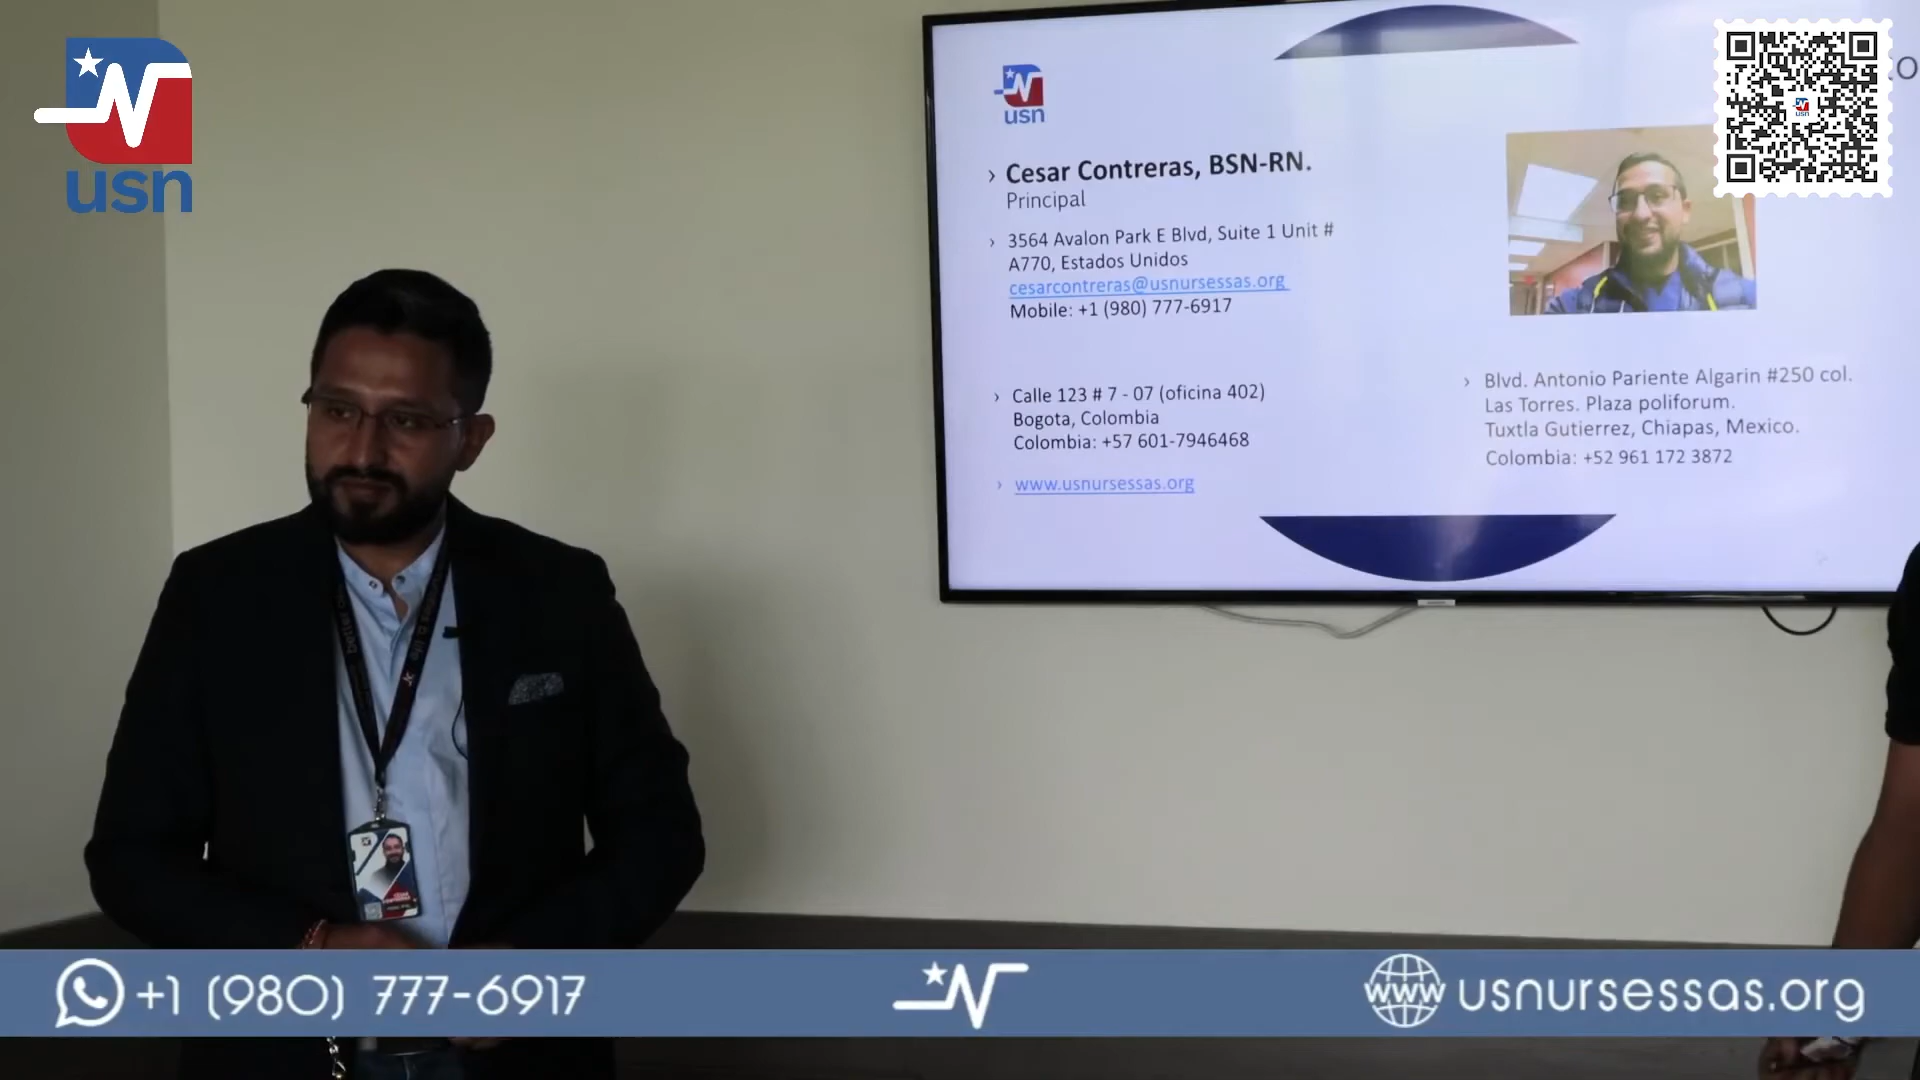 usn
usn
Cesar Contreras, BSN-RN.
Principal
3564 Avalon Park E Blvd, Suite 1 Unit #
A770, Estados Unidos
cesarcontreras@usnursessas.org
Mobile: +1 (980) 777-6917
Calle 123 # 7 - 07 (oficina 402)
Bogota, Colombia
Colombia: +57 601-7946468
www.usnursessas.org
Blvd. Antonio Pariente Algarin #250 col.
Las Torres. Plaza poliforum.
Tuxtla Gutierrez, Chiapas, Mexico.
Colombia: +52 961 172 3872
+1 (980) 777-6917
www usnursessas.org